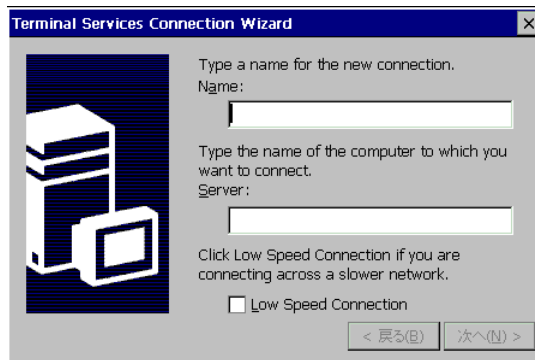 Terminal Services Connection Wizard
Type a name for the new connection.
Name:
Type the name of the computer to which you
want to connect.
Server:
Click Low Speed Connection if you are
connecting across a slower network.
Low Speed Connection
< 戻る(B)
次へ(N) >